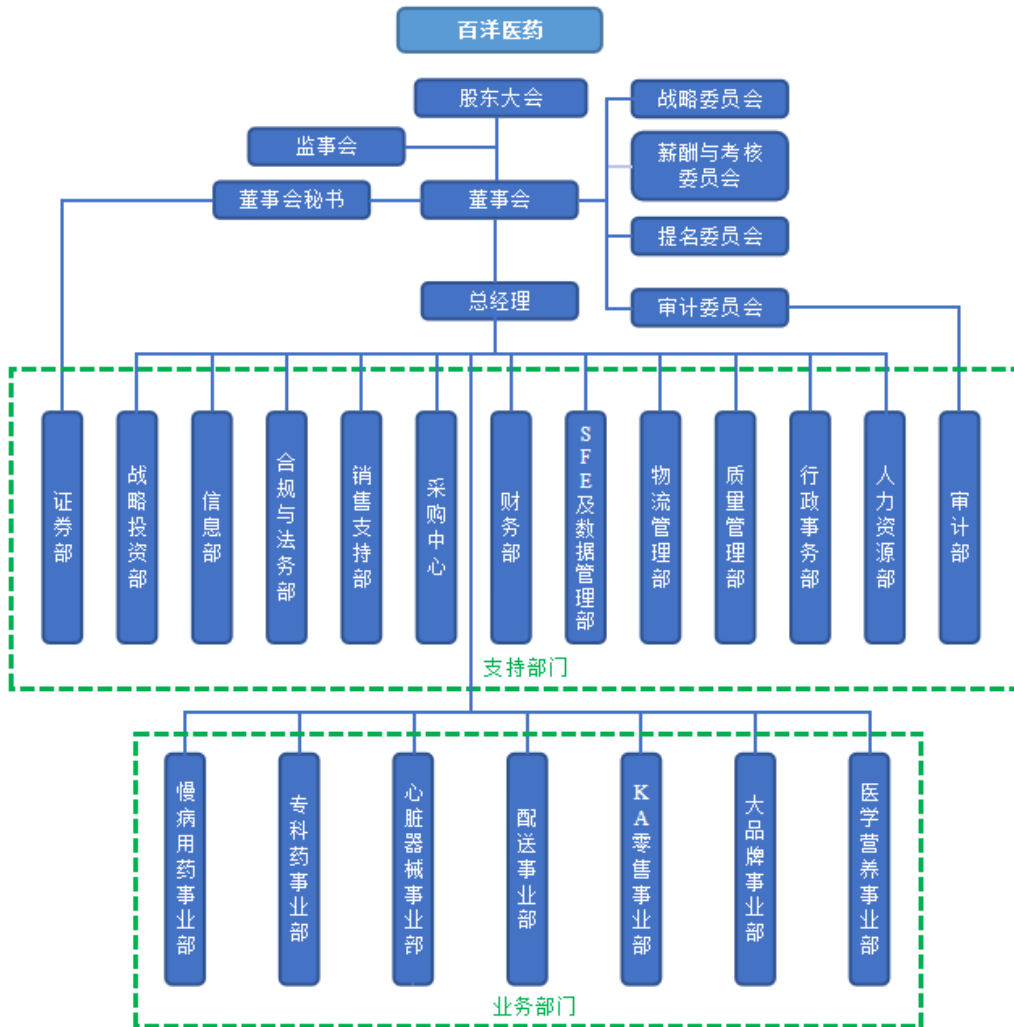 百洋医药
股东大会
战略委员会
监事会
薪酬与考核
委员会
董事会秘书
董事会
提名委员会
总经理
审计委员会
证券部
战略投资部
信息部
合规与法务部
销售支持部
采购中心
财务部
SFE及数据管理部
物流管理部
质量管理部
行政事务部
人力资源部
审计部
支持部门
慢病用药事业部
专科药事业部
心脏器械事业部
配送事业部
KA零售事业部
大品牌事业部
医学营养事业部
业务部门